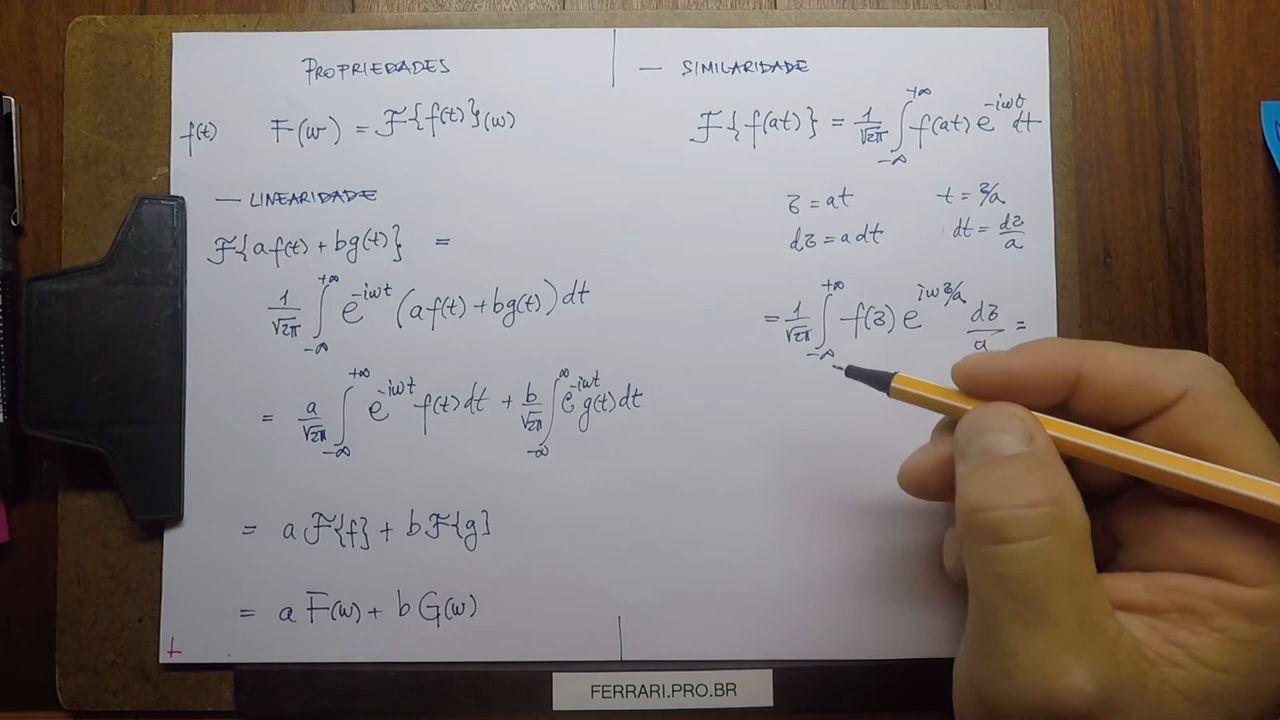 PROPRIEDADES
f(t) F(w) = ℱ{f(t)}(w)
— LINEARIDADE
ℱ{af(t) + bg(t)} =
1/√2π ∫_{-∞}^{+∞} e^{-iwt} (af(t) + bg(t)) dt
= a/√2π ∫_{-∞}^{+∞} e^{-iwt} f(t) dt + b/√2π ∫_{-∞}^{∞} e^{-iwt} g(t) dt
= a ℱ{f} + b ℱ{g}
= a F(w) + b G(w)
— SIMILARIDADE
ℱ{f(at)} = 1/√2π ∫_{-∞}^{+∞} f(at) e^{-iwt} dt
z = at t = z/a
dz = a dt dt = dz/a
= 1/√2π ∫_{-∞}^{+∞} f(z) e^{iwz/a} dz/a =
FERRARI.PRO.BR